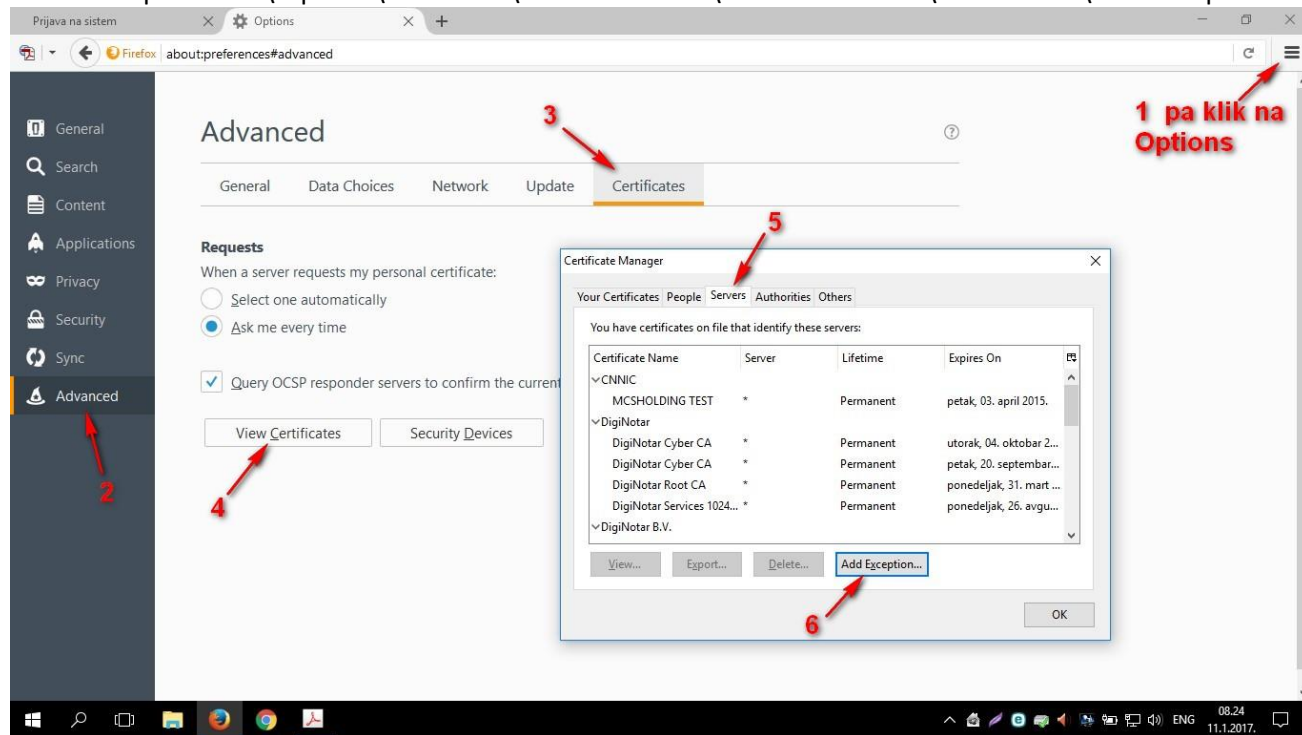 Prijava na sistem
Options
Firefox about:preferences#advanced
1 pa klik na
Options
General
Search
Content
Applications
Privacy
Security
Sync
Advanced
2
Advanced
3
General Data Choices Network Update Certificates
Requests
When a server requests my personal certificate:
Select one automatically
Ask me every time
Query OCSP responder servers to confirm the current
View Certificates Security Devices
4
5
Certificate Manager
Your Certificates People Servers Authorities Others
You have certificates on file that identify these servers:
Certificate Name Server Lifetime Expires On
CNNIC
MCSHOLDING TEST * Permanent petak, 03. april 2015.
DigiNotar
DigiNotar Cyber CA * Permanent utorak, 04. oktobar 2...
DigiNotar Cyber CA * Permanent petak, 20. septembar...
DigiNotar Root CA * Permanent ponedeljak, 31. mart ...
DigiNotar Services 1024... * Permanent ponedeljak, 26. avgu...
DigiNotar B.V.
View... Export... Delete... Add Exception...
6
OK
ENG
08.24
11.1.2017.